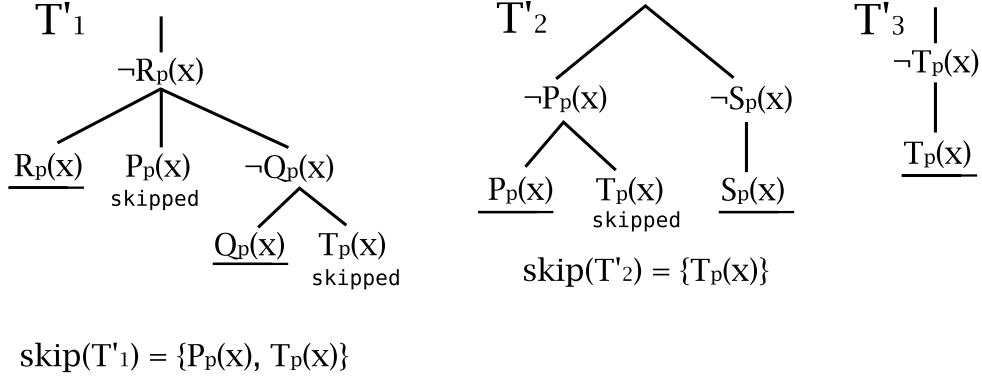 T'1
¬Rp(x)
Rp(x) Pp(x) ¬Qp(x)
skipped
Qp(x) Tp(x)
skipped
skip(T'1) = {Pp(x), Tp(x)}
T'2
¬Pp(x) ¬Sp(x)
Pp(x) Tp(x) Sp(x)
skipped
skip(T'2) = {Tp(x)}
T'3
¬Tp(x)
Tp(x)